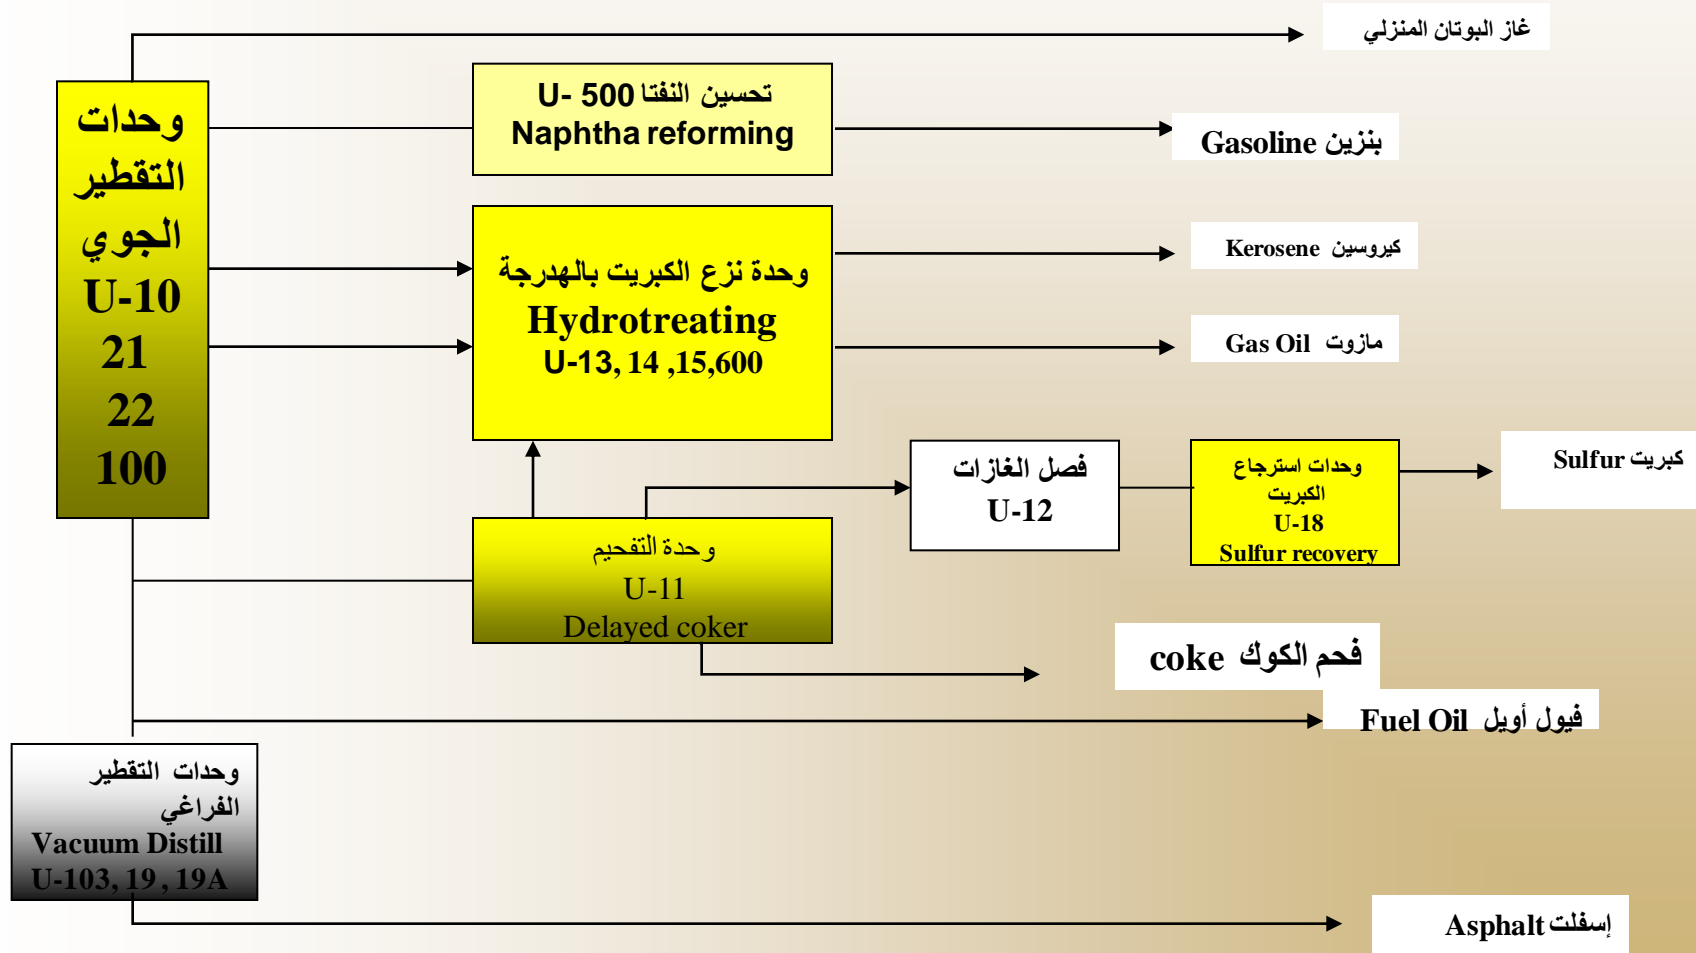 غاز البوتان المنزلي
وحدات
التقطير
الجوي
U-10
21
22
100
تحسين النفتا U- 500
Naphtha reforming
بنزين Gasoline
وحدة نزع الكبريت بالهدرجة
Hydrotreating
U-13, 14 ,15,600
كيروسين Kerosene
مازوت Gas Oil
فصل الغازات
U-12
وحدات استرجاع
الكبريت
U-18
Sulfur recovery
كبريت Sulfur
وحدة التفحيم
U-11
Delayed coker
فحم الكوك coke
فيول أويل Fuel Oil
وحدات التقطير
الفراغي
Vacuum Distill
U-103, 19 , 19A
إسفلت Asphalt